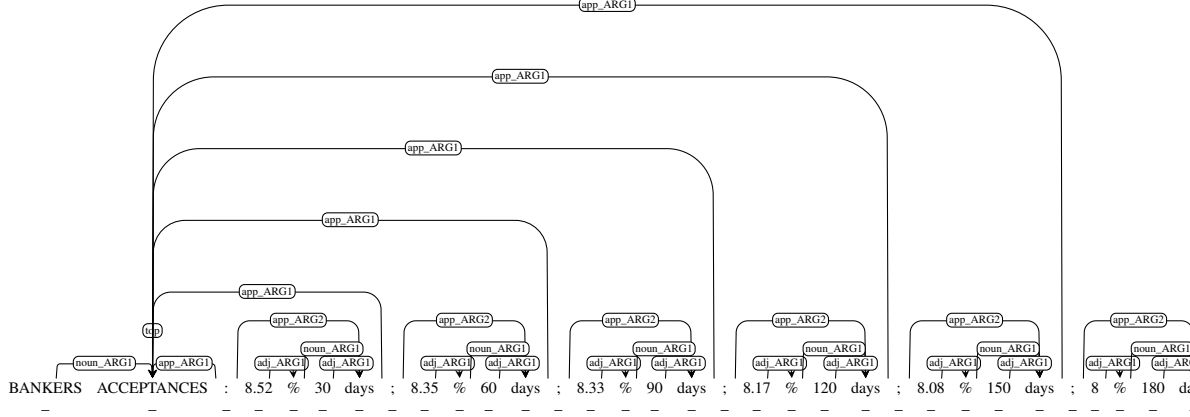 app_ARG1
app_ARG1
app_ARG1
app_ARG1
app_ARG1
app_ARG2 app_ARG2 app_ARG2 app_ARG2 app_ARG2 app_ARG2
top
noun_ARG1 noun_ARG1 noun_ARG1 noun_ARG1 noun_ARG1 noun_ARG1
noun_ARG1 app_ARG1 adj_ARG1 adj_ARG1 adj_ARG1 adj_ARG1 adj_ARG1 adj_ARG1 adj_ARG1 adj_ARG1 adj_ARG1 adj_ARG1 adj_ARG1
BANKERS ACCEPTANCES : 8.52 % 30 days ; 8.35 % 60 days ; 8.33 % 90 days ; 8.17 % 120 days ; 8.08 % 150 days ; 8 % 180
_ _ _ _ _ _ _ _ _ _ _ _ _ _ _ _ _ _ _ _ _ _ _ _ _ _ _ _ _ _ _ _